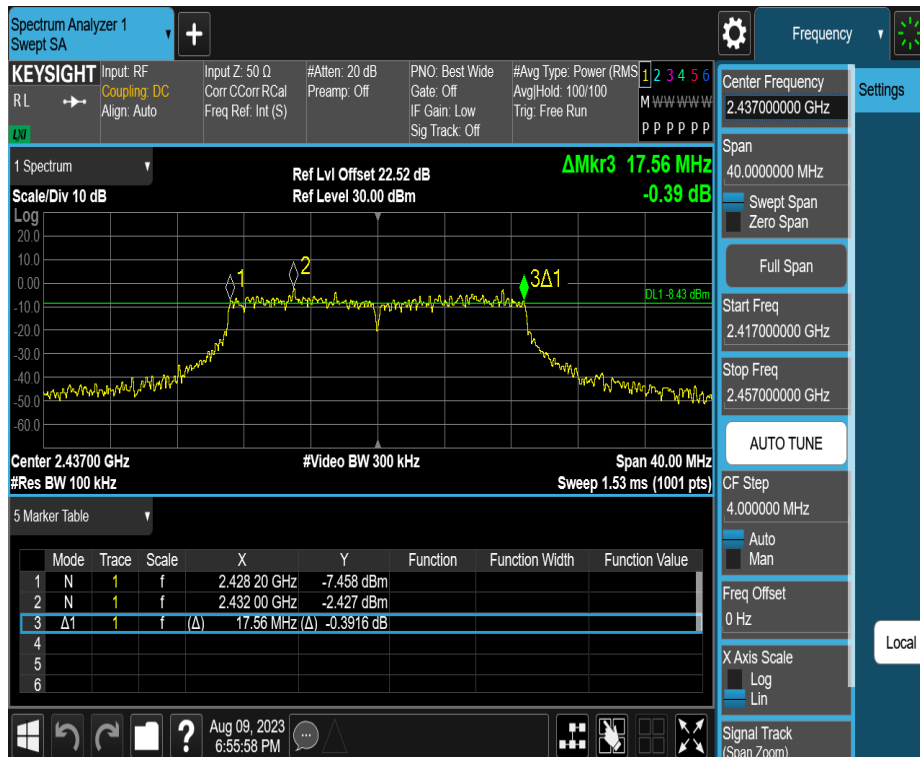 Spectrum Analyzer 1
Swept SA
+
Frequency
KEYSIGHT
R L
LXI
Input: RF
Coupling: DC
Align: Auto
Input Z: 50 Ω
Corr CCorr RCal
Freq Ref: Int (S)
#Atten: 20 dB
Preamp: Off
PNO: Best Wide
Gate: Off
IF Gain: Low
Sig Track: Off
#Avg Type: Power (RMS
Avg|Hold: 100/100
Trig: Free Run
1 2 3 4 5 6
M W W W W W
P P P P P P
1 Spectrum
Scale/Div 10 dB
Log
Ref Lvl Offset 22.52 dB
Ref Level 30.00 dBm
ΔMkr3 17.56 MHz
-0.39 dB
20.0
10.0
0.00
-10.0
-20.0
-30.0
-40.0
-50.0
-60.0
1
2
3Δ1
DL1 -8.43 dBm
Center 2.43700 GHz
#Res BW 100 kHz
#Video BW 300 kHz
Span 40.00 MHz
Sweep 1.53 ms (1001 pts)
5 Marker Table
Mode Trace Scale X Y Function Function Width Function Value
1 N 1 f 2.428 20 GHz -7.458 dBm
2 N 1 f 2.432 00 GHz -2.427 dBm
3 Δ1 1 f (Δ) 17.56 MHz (Δ) -0.3916 dB
4
5
6
?
Aug 09, 2023
6:55:58 PM
Center Frequency
2.437000000 GHz
Span
40.0000000 MHz
Swept Span
Zero Span
Full Span
Start Freq
2.417000000 GHz
Stop Freq
2.457000000 GHz
AUTO TUNE
CF Step
4.000000 MHz
Auto
Man
Freq Offset
0 Hz
X Axis Scale
Log
Lin
Signal Track
(Span Zoom)
Settings
Local